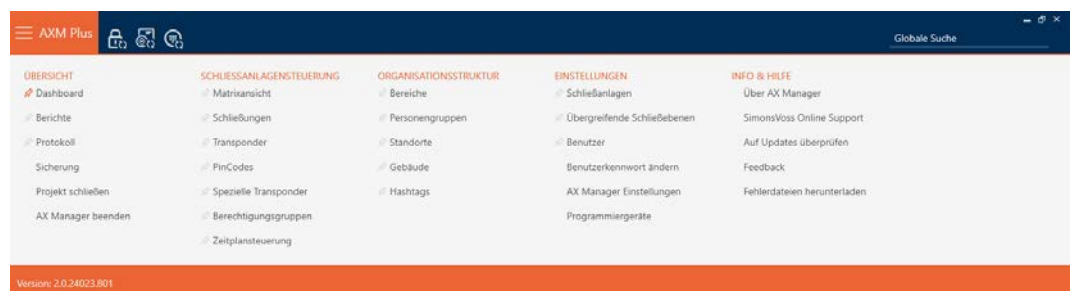 AXM Plus
Globale Suche
ÜBERSICHT
Dashboard
Berichte
Protokoll
Sicherung
Projekt schließen
AX Manager beenden
SCHLIESSANLAGENSTEUERUNG
Matrixansicht
Schließungen
Transponder
PinCodes
Spezielle Transponder
Berechtigungsgruppen
Zeitplansteuerung
ORGANISATIONSSTRUKTUR
Bereiche
Personengruppen
Standorte
Gebäude
Hashtags
EINSTELLUNGEN
Schließanlagen
Übergreifende Schließebenen
Benutzer
Benutzerkennwort ändern
AX Manager Einstellungen
Programmiergeräte
INFO & HILFE
Über AX Manager
SimonsVoss Online Support
Auf Updates überprüfen
Feedback
Fehlerdateien herunterladen
Version: 2.0.24023.801